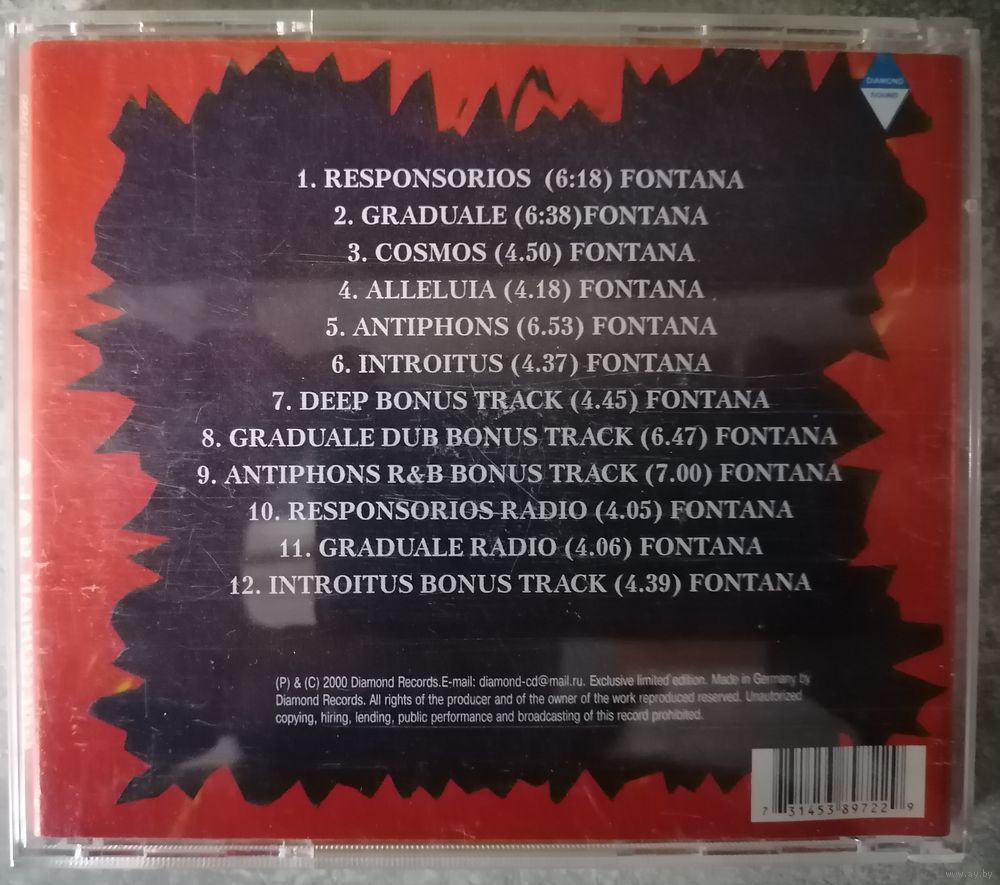 DIAMOND
SOUND
1. RESPONSORIOS (6:18) FONTANA
2. GRADUALE (6:38)FONTANA
3. COSMOS (4.50) FONTANA
4. ALLELUIA (4.18) FONTANA
5. ANTIPHONS (6.53) FONTANA
6. INTROITUS (4.37) FONTANA
7. DEEP BONUS TRACK (4.45) FONTANA
8. GRADUALE DUB BONUS TRACK (6.47) FONTANA
9. ANTIPHONS R&B BONUS TRACK (7.00) FONTANA
10. RESPONSORIOS RADIO (4.05) FONTANA
11. GRADUALE RADIO (4.06) FONTANA
12. INTROITUS BONUS TRACK (4.39) FONTANA
(P) & (C) 2000 Diamond Records.E-mail: diamond-cd@mail.ru. Exclusive limited edition. Made in Germany by
Diamond Records. All rights of the producer and of the owner of the work reproduced reserved. Unautorized
copying, hiring, lending, public performance and broadcasting of this record prohibited.
7 31453 89722 9
www.ay.by